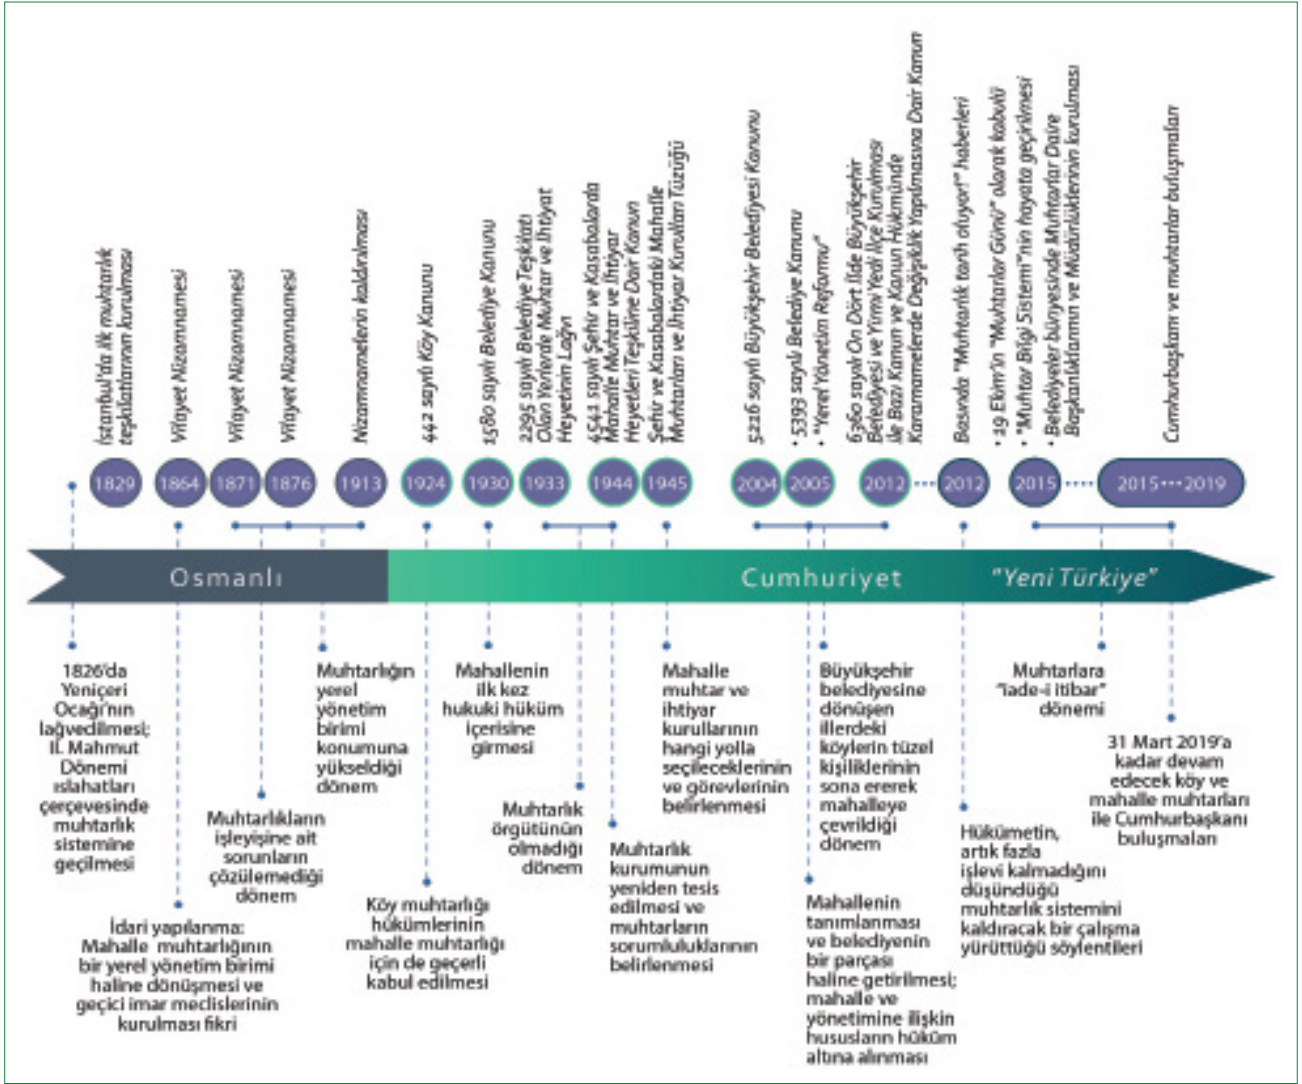 İstanbul'da ilk muhtarlık
teşkilatlarının kurulması
Vilayet Nizamnamesi
Vilayet Nizamnamesi
Vilayet Nizamnamesi
Nizamnamelerin kaldırılması
442 sayılı Köy Kanunu
1580 sayılı Belediye Kanunu
2295 sayılı Belediye Teşkilatı
Olan Yerlerde Muhtar ve İhtiyat
Heyetinin Lağvı
4541 sayılı Şehir ve Kasabalarda
Mahalle Muhtar ve İhtiyar
Heyetleri Teşkiline Dair Kanun
Şehir ve Kasabalardaki Mahalle
Muhtarları ve İhtiyar Kurulları Tüzüğü
5216 sayılı Büyükşehir Belediyesi Kanunu
• 5393 sayılı Belediye Kanunu
• "Yerel Yönetim Reformu"
6360 sayılı On Dört İlde Büyükşehir
Belediyesi ve Yirmi Yedi İlçe Kurulması
ile Bazı Kanun ve Kanun Hükmünde
Kararnamelerde Değişiklik Yapılmasına Dair Kanun
Basında "Muhtarlık tarih oluyor!" haberleri
• 19 Ekim'in "Muhtarlar Günü" olarak kabulü
• "Muhtar Bilgi Sistemi"nin hayata geçirilmesi
• Belediyeler bünyesinde Muhtarlar Daire
Başkanlıklarının ve Müdürlüklerinin kurulması
Cumhurbaşkanı ve muhtarlar buluşmaları
1829
1864
1871
1876
1913
1924
1930
1933
1944
1945
2004
2005
2012
2012
2015
2015•••2019
Osmanlı
Cumhuriyet
"Yeni Türkiye"
1826'da
Yeniçeri
Ocağı'nın
lağvedilmesi;
II. Mahmut
Dönemi
ıslahatları
çerçevesinde
muhtarlık
sistemine
geçilmesi
İdari yapılanma:
Mahalle muhtarlığının
bir yerel yönetim birimi
haline dönüşmesi ve
geçici imar meclislerinin
kurulması fikri
Muhtarlıkların
işleyişine ait
sorunların
çözülemediği
dönem
Muhtarlığın
yerel
yönetim
birimi
konumuna
yükseldiği
dönem
Köy muhtarlığı
hükümlerinin
mahalle muhtarlığı
için de geçerli
kabul edilmesi
Mahallenin
ilk kez
hukuki hüküm
içerisine
girmesi
Muhtarlık
örgütünün
olmadığı
dönem
Muhtarlık
kurumunun
yeniden tesis
edilmesi ve
muhtarların
sorumluluklarının
belirlenmesi
Mahalle
muhtar ve
ihtiyar
kurullarının
hangi yolla
seçileceklerinin
ve görevlerinin
belirlenmesi
Büyükşehir
belediyesine
dönüşen
illerdeki
köylerin tüzel
kişiliklerinin
sona ererek
mahalleye
çevrildiği
dönem
Mahallenin
tanımlanması
ve belediyenin
bir parçası
haline getirilmesi;
mahalle ve
yönetimine ilişkin
hususların hüküm
altına alınması
Hükümetin,
artık fazla
işlevi kalmadığını
düşündüğü
muhtarlık sistemini
kaldıracak bir çalışma
yürüttüğü söylentileri
Muhtarlara
"iade-i itibar"
dönemi
31 Mart 2019'a
kadar devam
edecek köy ve
mahalle muhtarları
ile Cumhurbaşkanı
buluşmaları